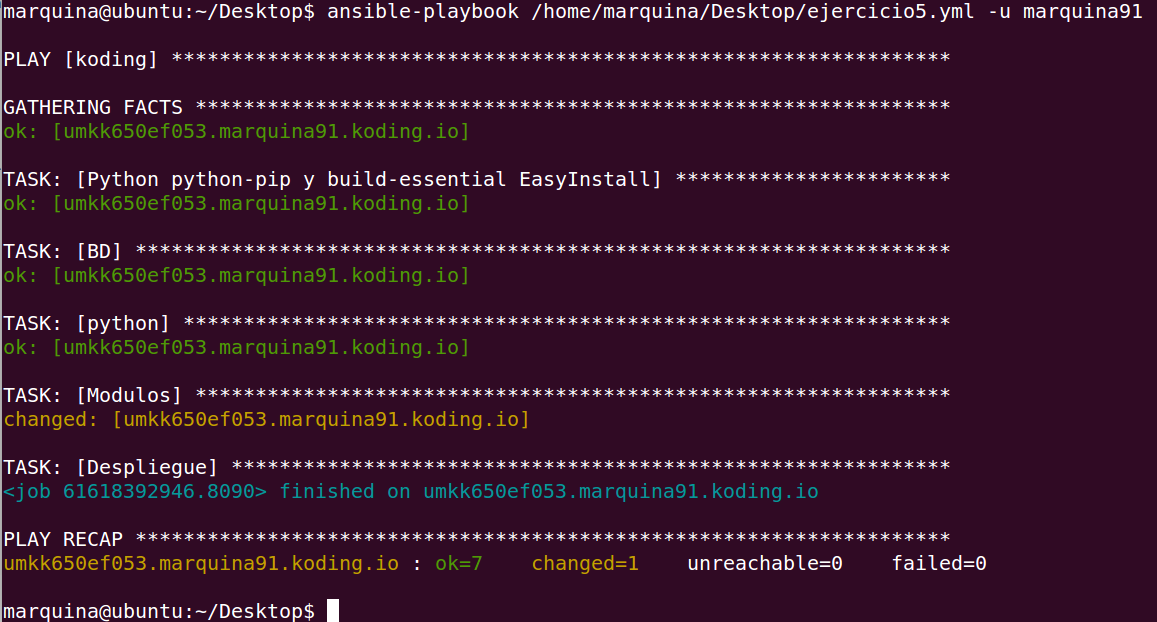 marquina@ubuntu:~/Desktop$ ansible-playbook /home/marquina/Desktop/ejercicio5.yml -u marquina91
PLAY [koding] *****************************************************************
GATHERING FACTS ***************************************************************
ok: [umkk650ef053.marquina91.koding.io]
TASK: [Python python-pip y build-essential EasyInstall] ***********************
ok: [umkk650ef053.marquina91.koding.io]
TASK: [BD] ********************************************************************
ok: [umkk650ef053.marquina91.koding.io]
TASK: [python] ****************************************************************
ok: [umkk650ef053.marquina91.koding.io]
TASK: [Modulos] ***************************************************************
changed: [umkk650ef053.marquina91.koding.io]
TASK: [Despliegue] ************************************************************
<job 61618392946.8090> finished on umkk650ef053.marquina91.koding.io
PLAY RECAP ********************************************************************
umkk650ef053.marquina91.koding.io : ok=7    changed=1    unreachable=0    failed=0
marquina@ubuntu:~/Desktop$